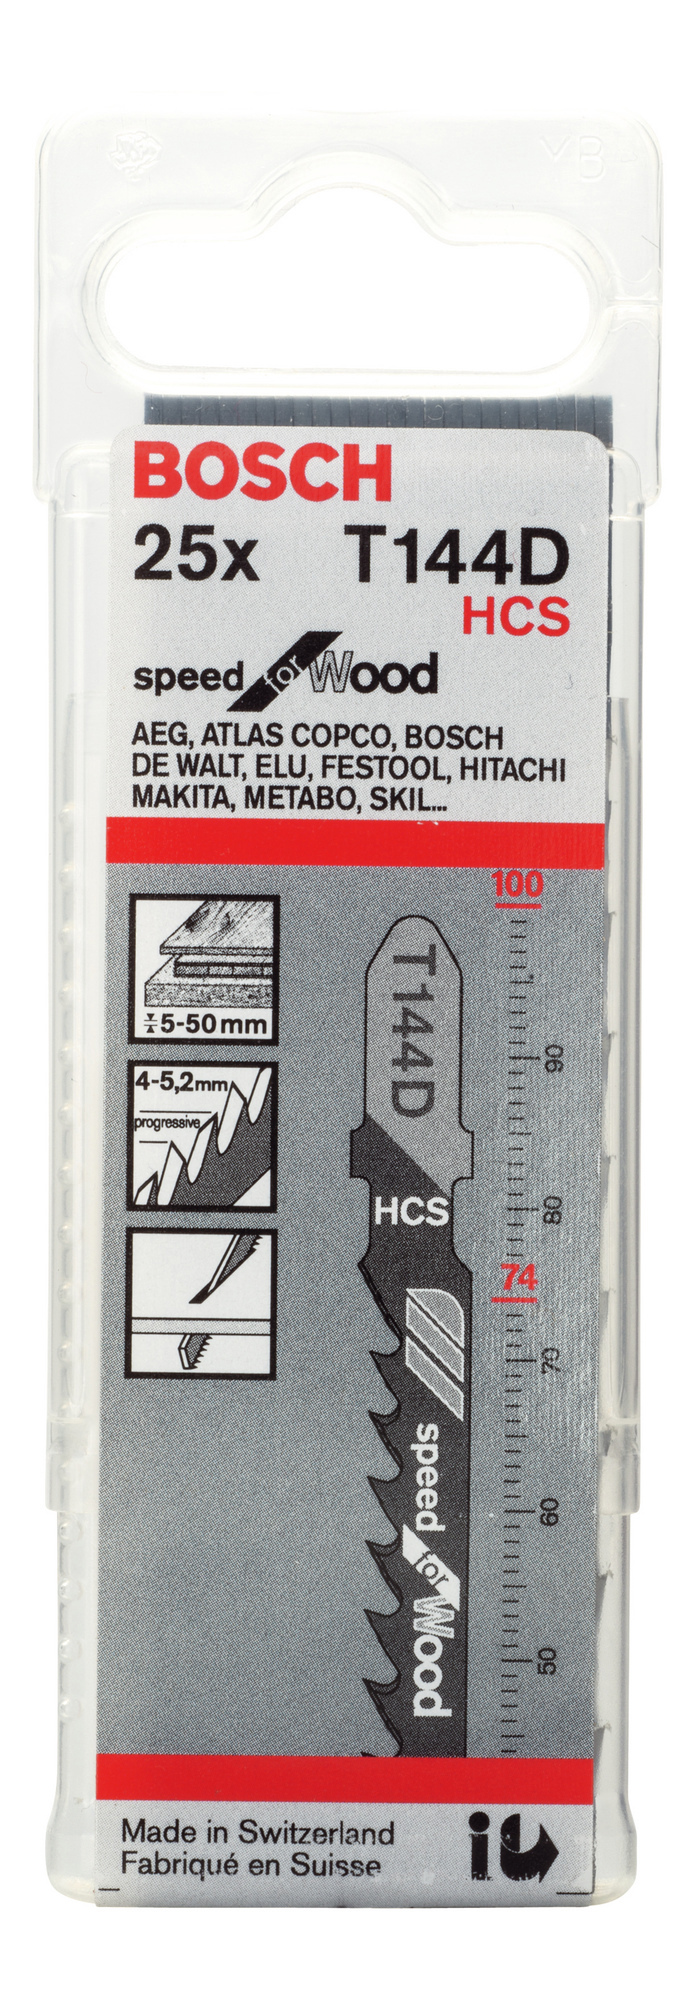 VB
BOSCH
25x T144D
HCS
speed for Wood
AEG, ATLAS COPCO, BOSCH
DE WALT, ELU, FESTOOL, HITACHI
MAKITA, METABO, SKIL...
100
T144D
5-50mm
90
4-5,2mm
progressive
HCS
80
74
70
speed for Wood
60
50
Made in Switzerland
Fabriqué en Suisse